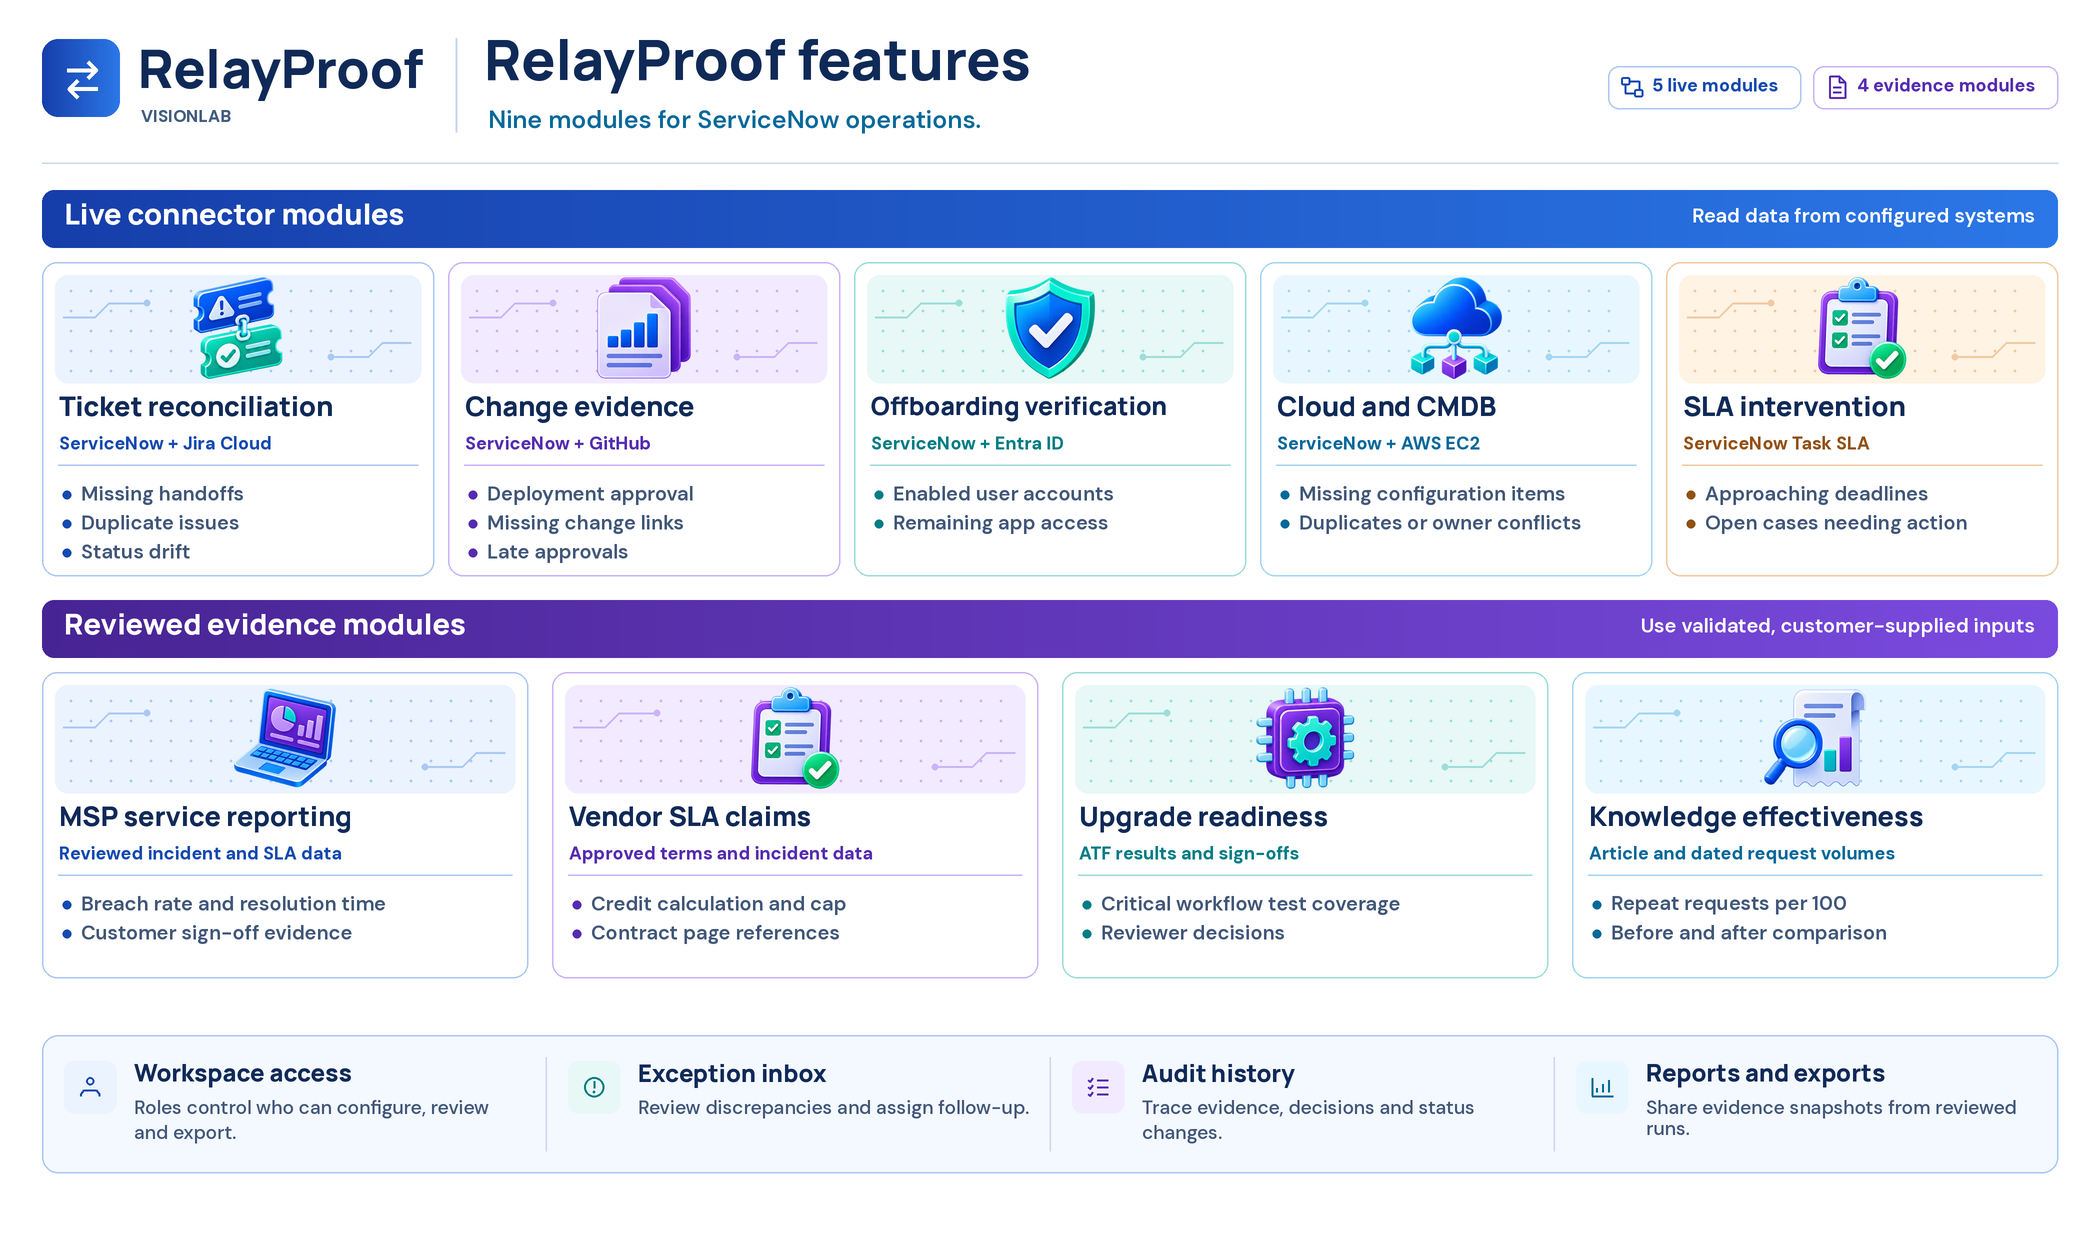 RelayProof
VISIONLAB
RelayProof features
Nine modules for ServiceNow operations.
5 live modules
4 evidence modules
Live connector modules
Read data from configured systems
Ticket reconciliation
ServiceNow + Jira Cloud
Missing handoffs
Duplicate issues
Status drift
Change evidence
ServiceNow + GitHub
Deployment approval
Missing change links
Late approvals
Offboarding verification
ServiceNow + Entra ID
Enabled user accounts
Remaining app access
Cloud and CMDB
ServiceNow + AWS EC2
Missing configuration items
Duplicates or owner conflicts
SLA intervention
ServiceNow Task SLA
Approaching deadlines
Open cases needing action
Reviewed evidence modules
Use validated, customer-supplied inputs
MSP service reporting
Reviewed incident and SLA data
Breach rate and resolution time
Customer sign-off evidence
Vendor SLA claims
Approved terms and incident data
Credit calculation and cap
Contract page references
Upgrade readiness
ATF results and sign-offs
Critical workflow test coverage
Reviewer decisions
Knowledge effectiveness
Article and dated request volumes
Repeat requests per 100
Before and after comparison
Workspace access
Roles control who can configure, review
and export.
Exception inbox
Review discrepancies and assign follow-up.
Audit history
Trace evidence, decisions and status
changes.
Reports and exports
Share evidence snapshots from reviewed
runs.